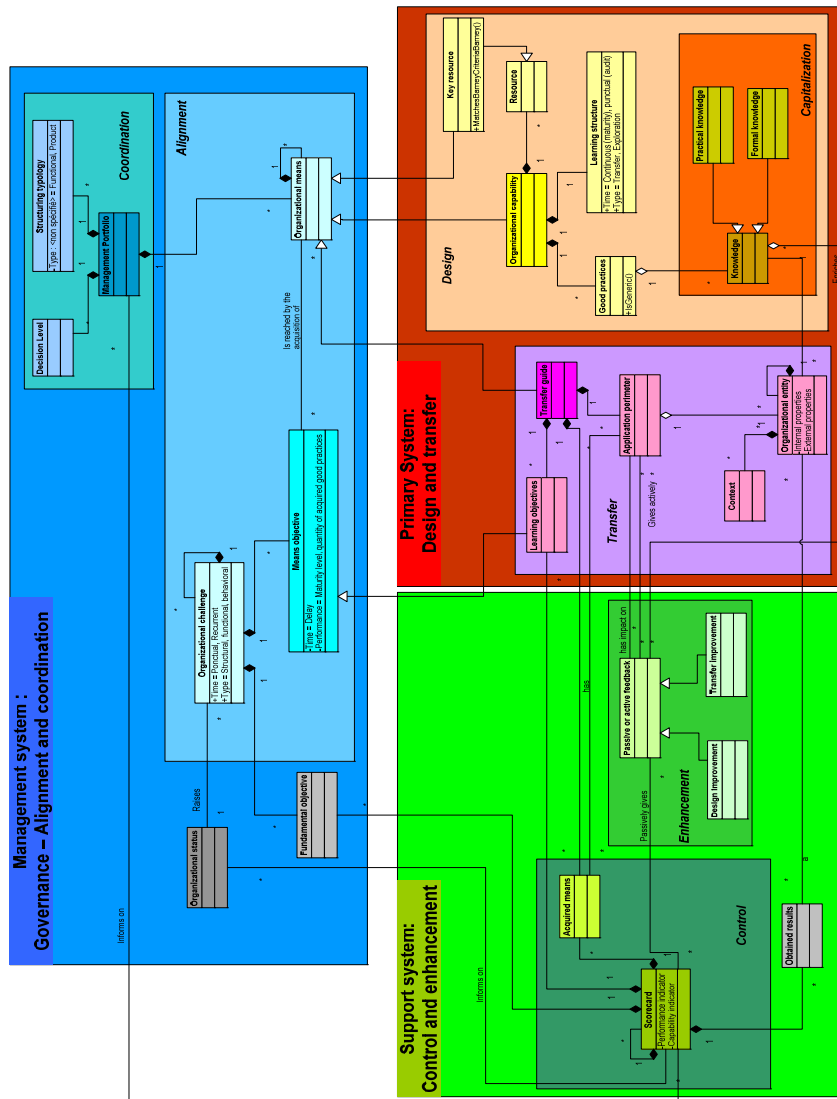 Management system :
Governance – Alignment and coordination
Coordination
Structuring typology
-Type : <non spécifié> = Functional, Product
Decision Level
Management Portfolio
Alignment
Organizational means
Is reached by the
acquisition of
Means objective
-Time = Delay
-Performance = Maturity level, quantity of acquired good practices
Organizational challenge
+Time = Ponctual, Recurrent
+Type = Structural, functional, behavioral
Raises
Organizational status
Fundamental objective
Informs on
Primary System:
Design and transfer
Design
Key resource
+MatchesBarneyCriteriaBarney()
Resource
Organizational capability
Learning structure
+Time = Continuous (maturity), punctual (audit)
+Type = Transfer, Exploration
Good practices
+IsGeneric()
Capitalization
Practical knowledge
Formal knowledge
Knowledge
Enriches
Transfer
Transfer guide
Learning objectives
Application perimeter
Gives actively
Context
Organizational entity
-Internal properties
-External properties
Support system:
Control and enhancement
Enhancement
has impact on
has
Passive or active feedback
Transfer Improvement
Design Improvement
Passively gives
Control
Acquired means
Scorecard
-Performance indicator
-Capability indicator
Informs on
Obtained results
a